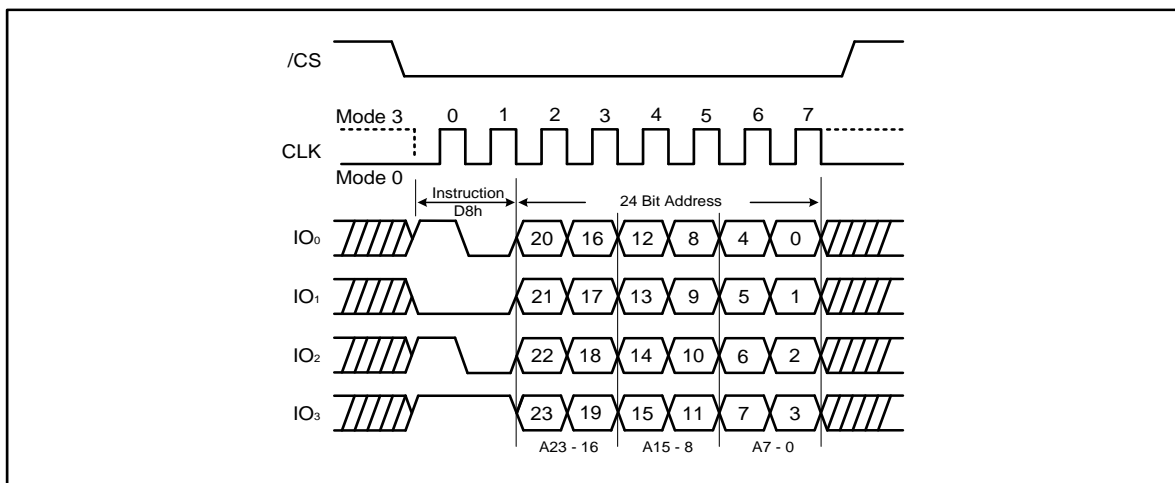 /CS
Mode 3 0 1 2 3 4 5 6 7
CLK
Mode 0
Instruction
D8h
24 Bit Address
IO0 20 16 12 8 4 0
IO1 21 17 13 9 5 1
IO2 22 18 14 10 6 2
IO3 23 19 15 11 7 3
A23 - 16 A15 - 8 A7 - 0